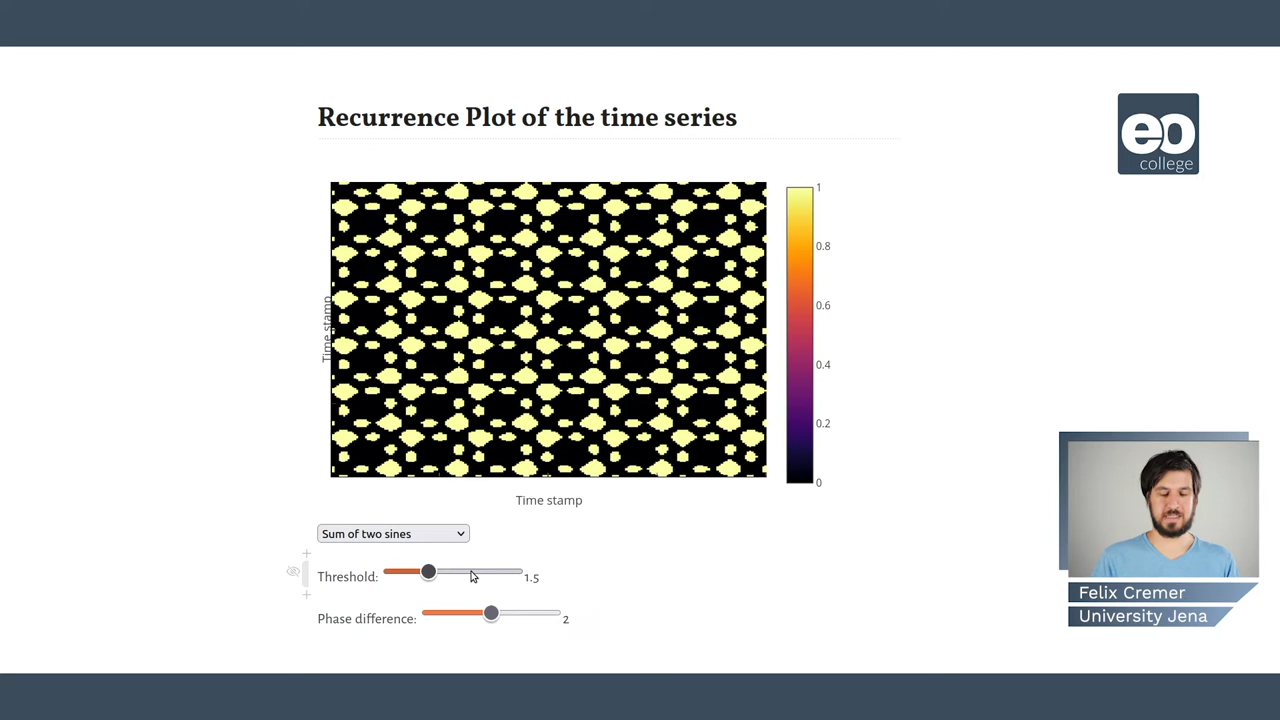 Recurrence Plot of the time series
eo
college
1
0.8
0.6
0.4
0.2
0
Time stamp
Time stamp
Sum of two sines
Threshold: 1.5
Phase difference: 2
Felix Cremer
University Jena